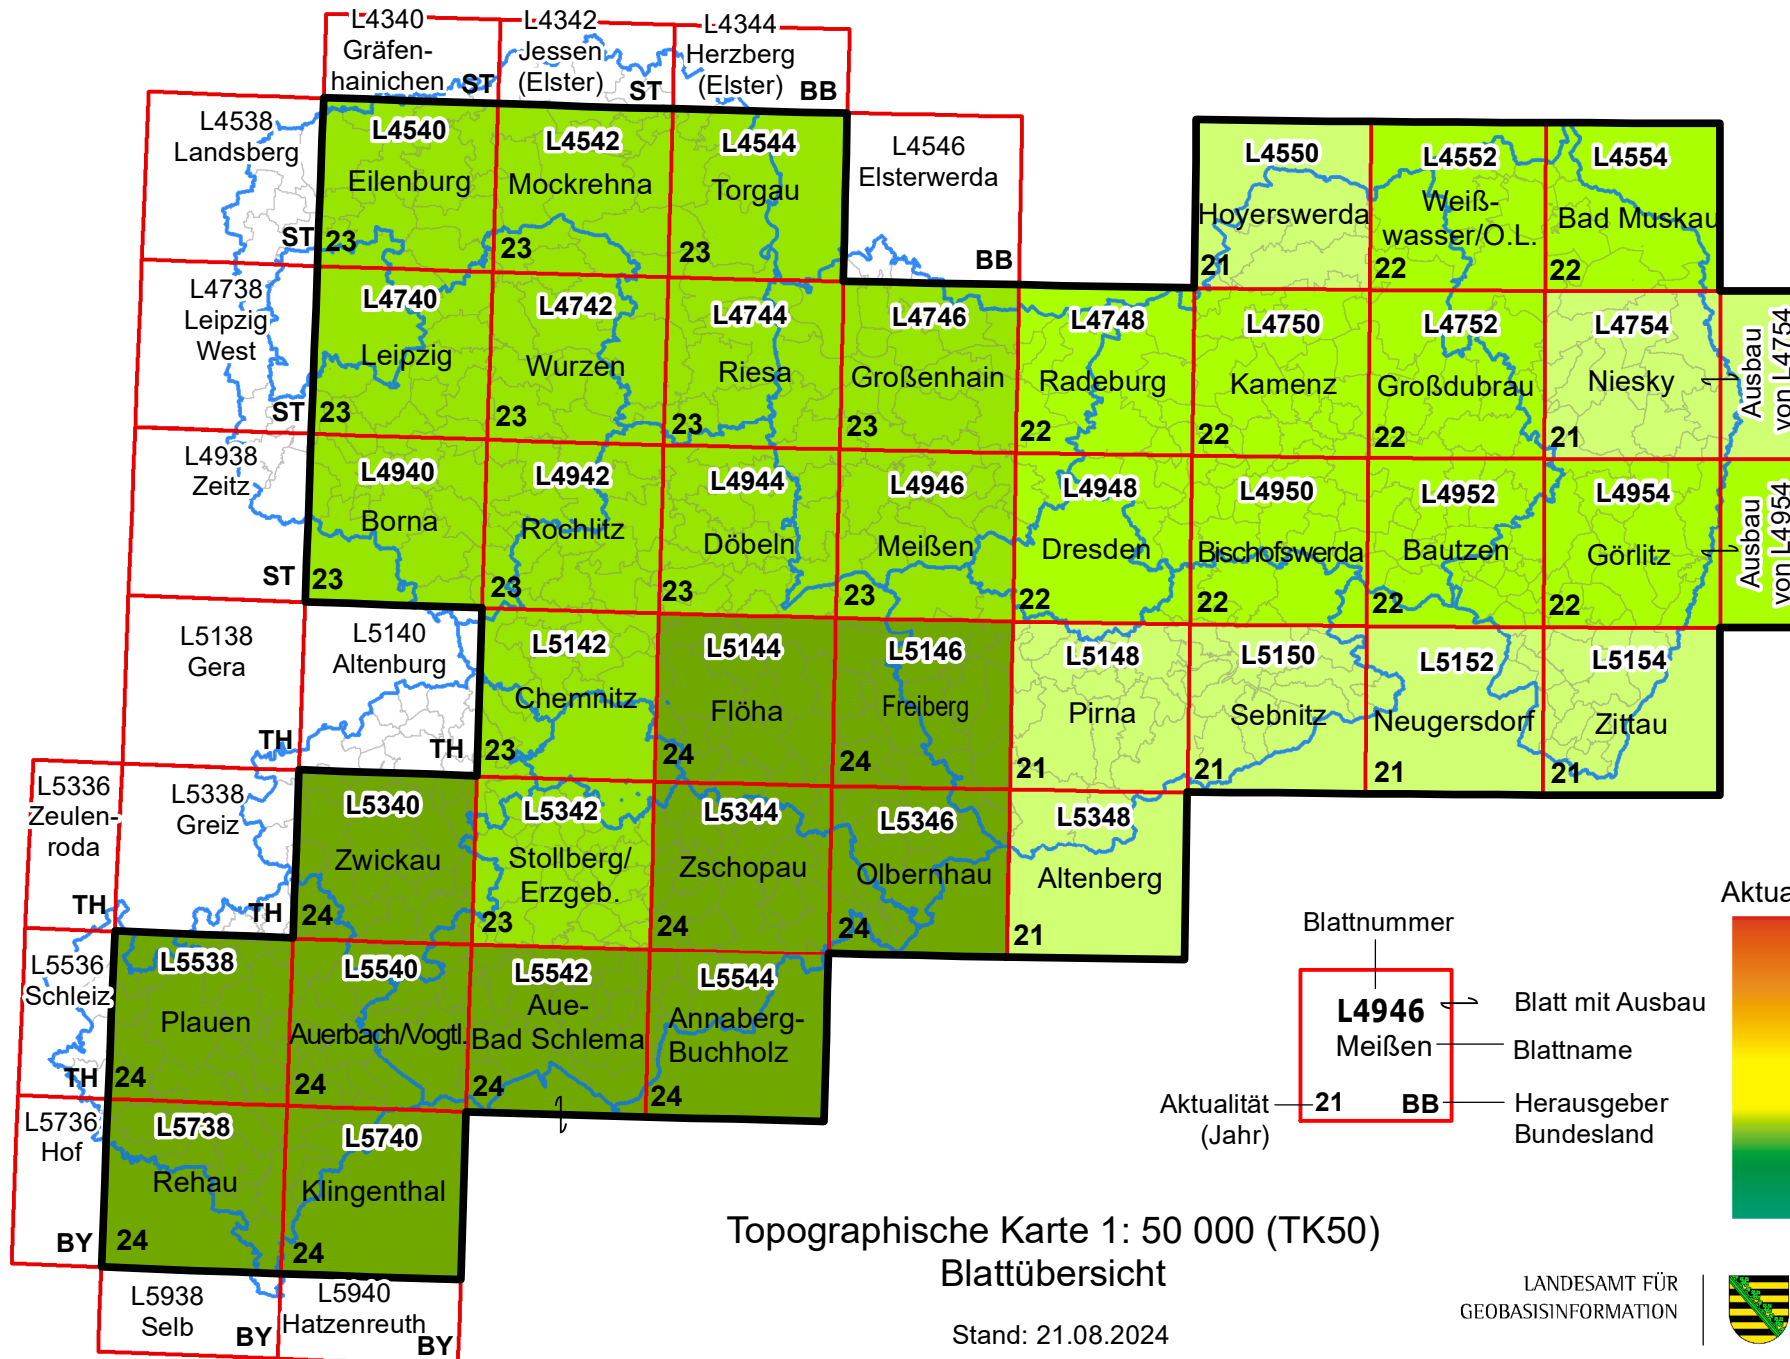 L4340
Gräfen-
hainichen
ST
L4342
Jessen
(Elster)
ST
L4344
Herzberg
(Elster)
BB
L4538
Landsberg
ST
L4540
Eilenburg
23
L4542
Mockrehna
23
L4544
Torgau
23
L4546
Elsterwerda
BB
L4550
Hoyerswerda
21
L4552
Weiß-
wasser/O.L.
22
L4554
Bad Muskau
22
L4738
Leipzig
West
ST
L4740
Leipzig
23
L4742
Wurzen
23
L4744
Riesa
23
L4746
Großenhain
23
L4748
Radeburg
22
L4750
Kamenz
22
L4752
Großdubrau
22
L4754
Niesky
21
Ausbau
von L4754
L4938
Zeitz
ST
L4940
Borna
23
L4942
Rochlitz
23
L4944
Döbeln
23
L4946
Meißen
23
L4948
Dresden
22
L4950
Bischofswerda
22
L4952
Bautzen
22
L4954
Görlitz
22
Ausbau
von L4954
L5138
Gera
TH
L5140
Altenburg
TH
L5142
Chemnitz
23
L5144
Flöha
24
L5146
Freiberg
24
L5148
Pirna
21
L5150
Sebnitz
21
L5152
Neugersdorf
21
L5154
Zittau
21
L5336
Zeulen-
roda
TH
L5338
Greiz
TH
L5340
Zwickau
24
L5342
Stollberg/
Erzgeb.
23
L5344
Zschopau
24
L5346
Olbernhau
24
L5348
Altenberg
21
L5536
Schleiz
TH
L5538
Plauen
24
L5540
Auerbach/Vogtl.
24
L5542
Aue-
Bad Schlema
24
L5544
Annaberg-
Buchholz
24
L5736
Hof
BY
L5738
Rehau
24
L5740
Klingenthal
24
L5938
Selb
BY
L5940
Hatzenreuth
BY
Aktua
Blattnummer
L4946
Meißen
21
BB
Blatt mit Ausbau
Blattname
Aktualität
(Jahr)
Herausgeber
Bundesland
Topographische Karte 1: 50 000 (TK50)
Blattübersicht
Stand: 21.08.2024
LANDESAMT FÜR
GEOBASISINFORMATION